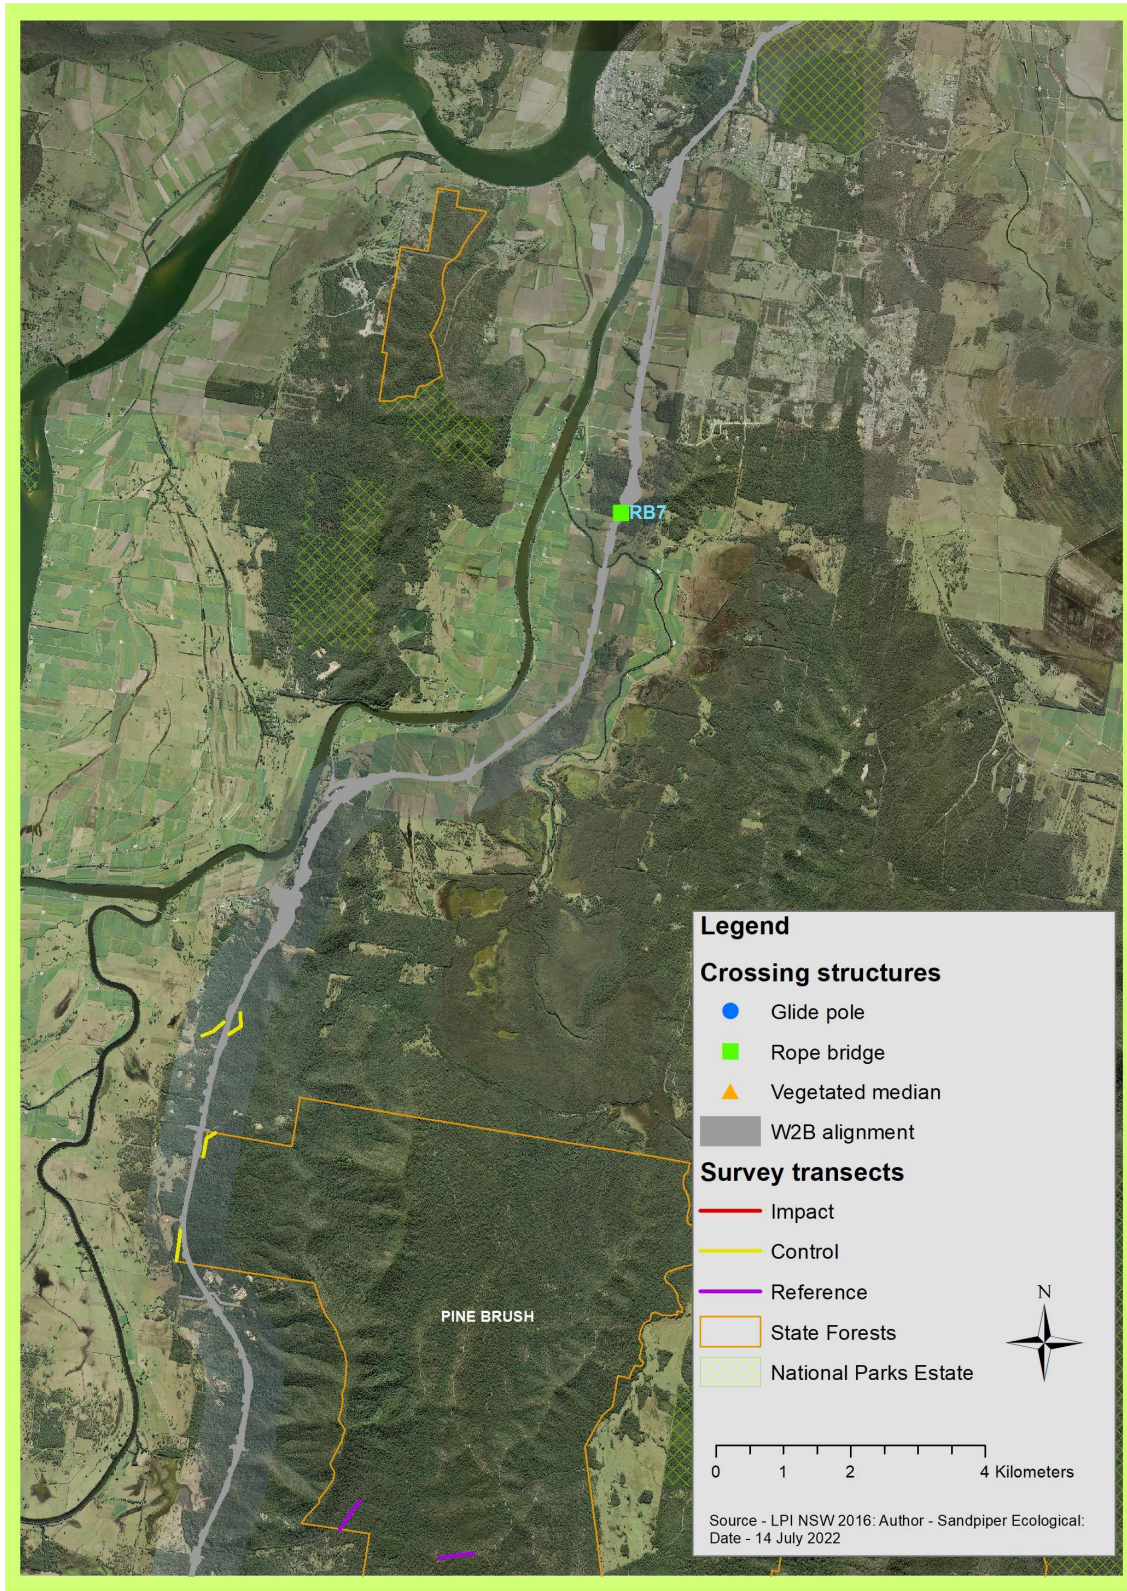 RB7
PINE BRUSH
Legend
Crossing structures
Glide pole
Rope bridge
Vegetated median
W2B alignment
Survey transects
Impact
Control
Reference
State Forests
National Parks Estate
N
0 1 2 4 Kilometers
Source - LPI NSW 2016: Author - Sandpiper Ecological:
Date - 14 July 2022